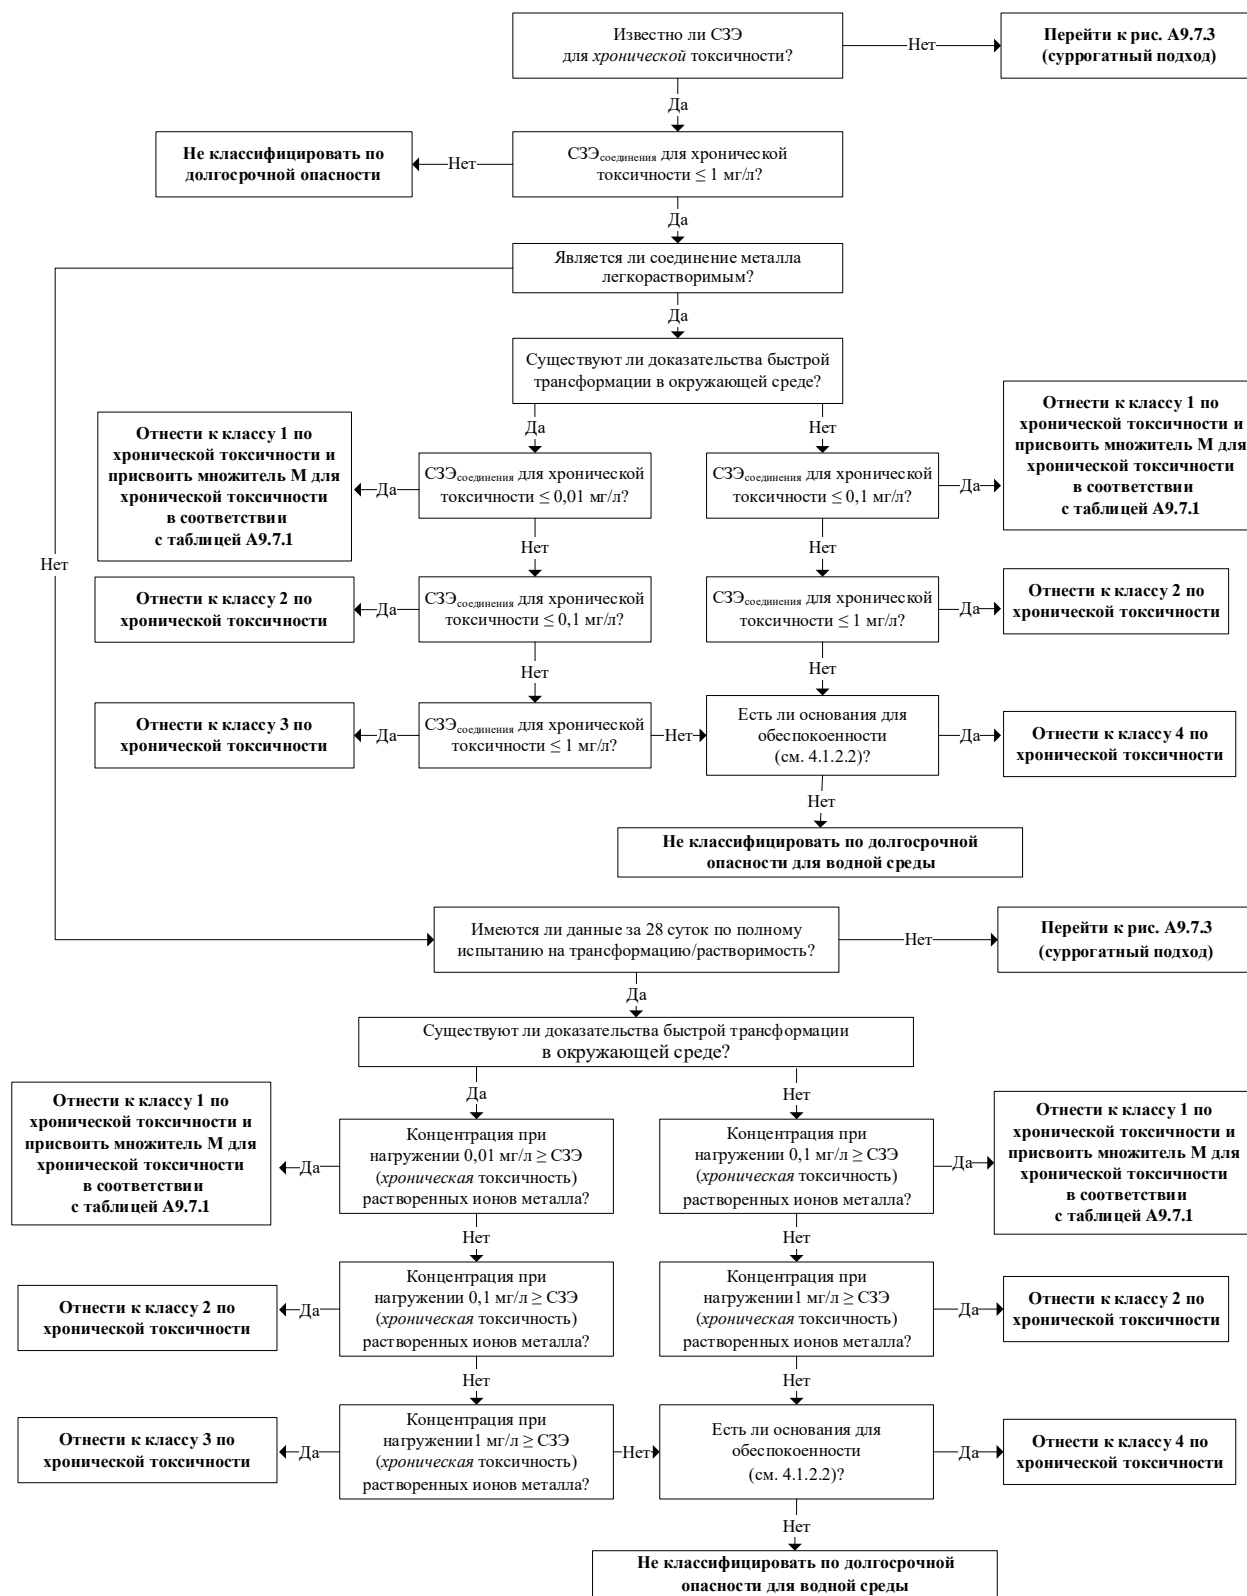 Известно ли СЗЭ
для хронической токсичности?
Нет
Перейти к рис. А9.7.3
(суррогатный подход)
Да
Не классифицировать по
долгосрочной опасности
Нет
СЗЭсоединения для хронической
токсичности ≤ 1 мг/л?
Да
Является ли соединение металла
легкорастворимым?
Да
Существуют ли доказательства быстрой
трансформации в окружающей среде?
Да
Нет
Отнести к классу 1 по
хронической токсичности и
присвоить множитель М для
хронической токсичности
в соответствии
с таблицей А9.7.1
Да
СЗЭсоединения для хронической
токсичности ≤ 0,01 мг/л?
СЗЭсоединения для хронической
токсичности ≤ 0,1 мг/л?
Да
Отнести к классу 1 по
хронической токсичности и
присвоить множитель М для
хронической токсичности
в соответствии
с таблицей А9.7.1
Нет
Нет
Нет
Отнести к классу 2 по
хронической токсичности
Да
СЗЭсоединения для хронической
токсичности ≤ 0,1 мг/л?
СЗЭсоединения для хронической
токсичности ≤ 1 мг/л?
Да
Отнести к классу 2 по
хронической токсичности
Нет
Нет
Отнести к классу 3 по
хронической токсичности
Да
СЗЭсоединения для хронической
токсичности ≤ 1 мг/л?
Нет
Есть ли основания для
обеспокоенности
(см. 4.1.2.2)?
Да
Отнести к классу 4 по
хронической токсичности
Нет
Не классифицировать по долгосрочной
опасности для водной среды
Имеются ли данные за 28 суток по полному
испытанию на трансформацию/растворимость?
Нет
Перейти к рис. А9.7.3
(суррогатный подход)
Да
Существуют ли доказательства быстрой трансформации
в окружающей среде?
Да
Нет
Отнести к классу 1 по
хронической токсичности и
присвоить множитель М для
хронической токсичности
в соответствии
с таблицей А9.7.1
Да
Концентрация при
нагружении 0,01 мг/л ≥ СЗЭ
(хроническая токсичность)
растворенных ионов металла?
Концентрация при
нагружении 0,1 мг/л ≥ СЗЭ
(хроническая токсичность)
растворенных ионов металла?
Да
Отнести к классу 1 по
хронической токсичности и
присвоить множитель М для
хронической токсичности
в соответствии
с таблицей А9.7.1
Нет
Нет
Отнести к классу 2 по
хронической токсичности
Да
Концентрация при
нагружении 0,1 мг/л ≥ СЗЭ
(хроническая токсичность)
растворенных ионов металла?
Концентрация при
нагружении1 мг/л ≥ СЗЭ
(хроническая токсичность)
растворенных ионов металла?
Да
Отнести к классу 2 по
хронической токсичности
Нет
Нет
Отнести к классу 3 по
хронической токсичности
Да
Концентрация при
нагружении1 мг/л ≥ СЗЭ
(хроническая токсичность)
растворенных ионов металла?
Нет
Есть ли основания для
обеспокоенности
(см. 4.1.2.2)?
Да
Отнести к классу 4 по
хронической токсичности
Нет
Не классифицировать по долгосрочной
опасности для водной среды